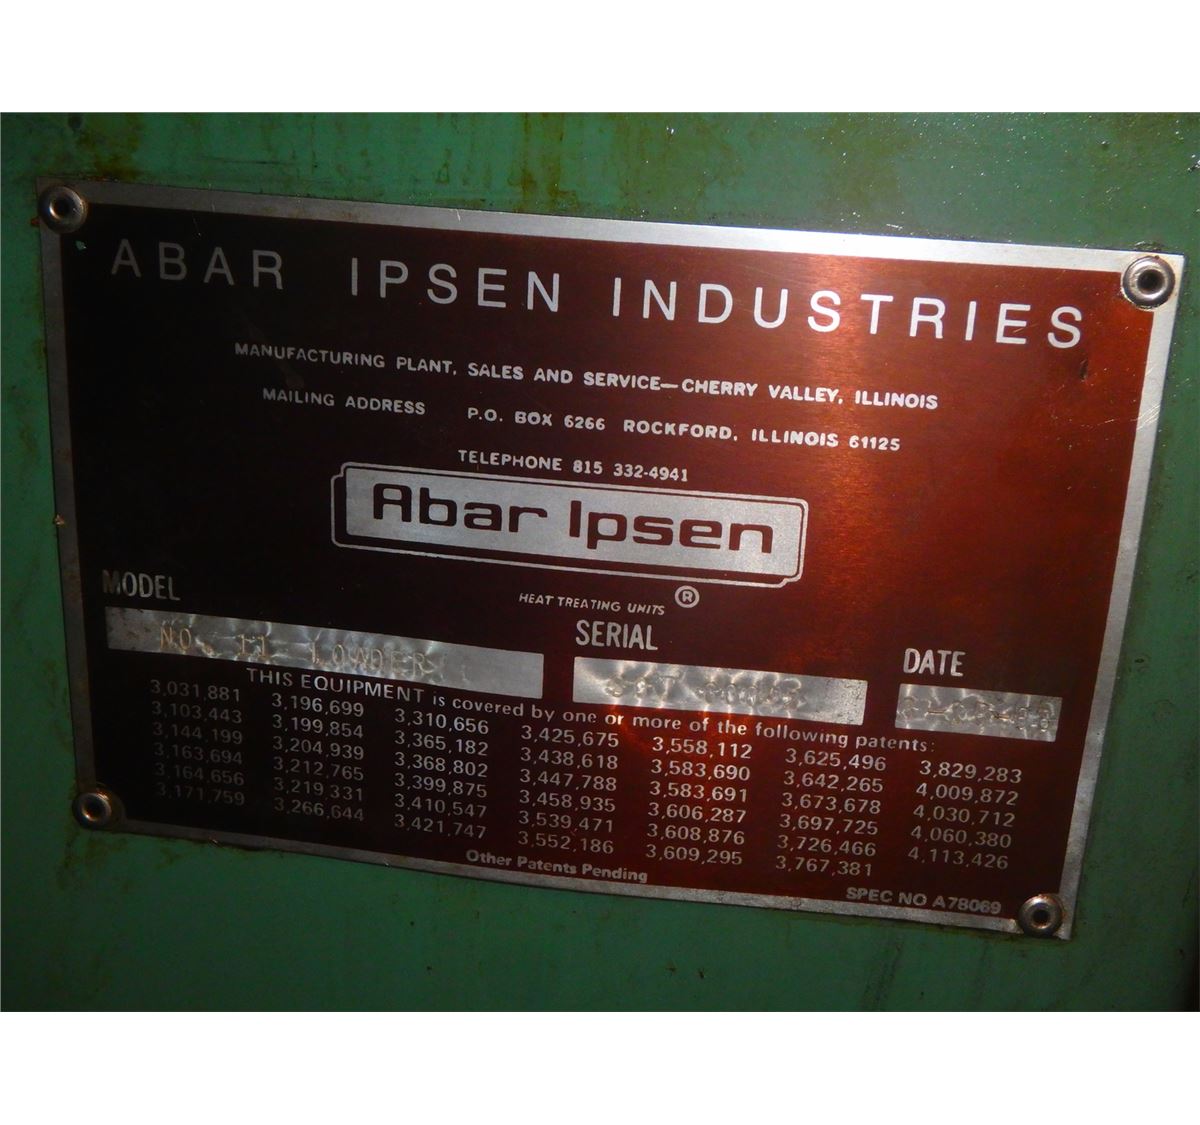 ABAR IPSEN INDUSTRIES
MANUFACTURING PLANT, SALES AND SERVICE—CHERRY VALLEY, ILLINOIS
MAILING ADDRESS P.O. BOX 6266 ROCKFORD, ILLINOIS 61125
TELEPHONE 815 332-4941
Abar Ipsen
HEAT TREATING UNITS ®
MODEL SERIAL DATE
NO. 11 LOWDER
THIS EQUIPMENT is covered by one or more of the following patents:
3,031,881 3,196,699 3,310,656 3,425,675 3,558,112 3,625,496 3,829,283
3,103,443 3,199,854 3,365,182 3,438,618 3,583,690 3,642,265 4,009,872
3,144,199 3,204,939 3,368,802 3,447,788 3,583,691 3,673,678 4,030,712
3,163,694 3,212,765 3,399,875 3,458,935 3,606,287 3,697,725 4,060,380
3,164,656 3,219,331 3,410,547 3,539,471 3,608,876 3,726,466 4,113,426
3,171,759 3,266,644 3,421,747 3,552,186 3,609,295 3,767,381
Other Patents Pending
SPEC NO A78069